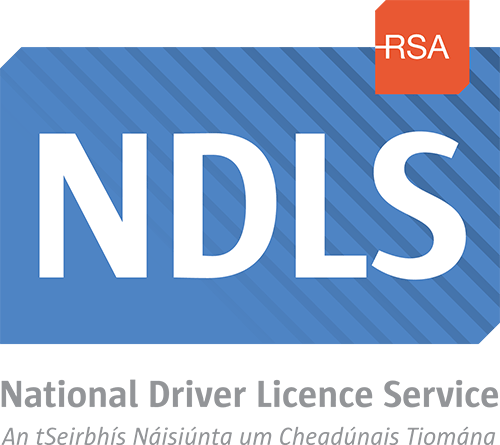 RSA
NDLS
National Driver Licence Service
An tSeirbhís Náisiúnta um Cheadúnais Tiomána